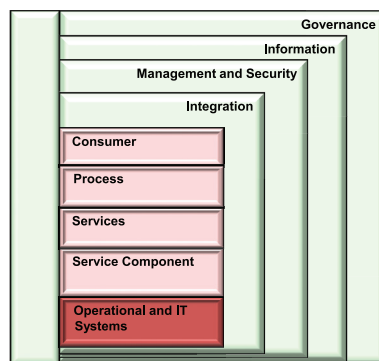 Governance
Information
Management and Security
Integration
Consumer
Process
Services
Service Component
Operational and IT
Systems